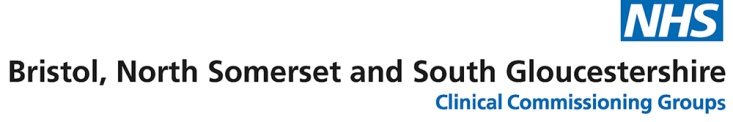 NHS
Bristol, North Somerset and South Gloucestershire
Clinical Commissioning Groups